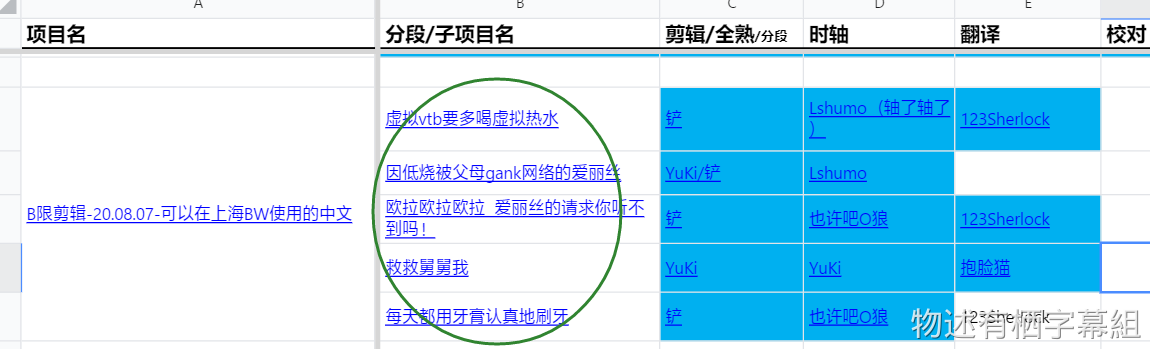 A B C D E
项目名 分段/子项目名 剪辑/全熟/分段 时轴 翻译 校对
虚拟vtb要多喝虚拟热水 铲 Lshumo（轴了轴了
） 123Sherlock
因低烧被父母gank网络的爱丽丝 YuKi/铲 Lshumo
B限剪辑-20.08.07-可以在上海BW使用的中文
欧拉欧拉欧拉 爱丽丝的请求你听不
到吗！ 铲 也许吧O狼 123Sherlock
救救舅舅我 YuKi YuKi 抱脸猫
每天都用牙膏认真地刷牙 铲 也许吧O狼 123Sherlock
物述有栖字幕組